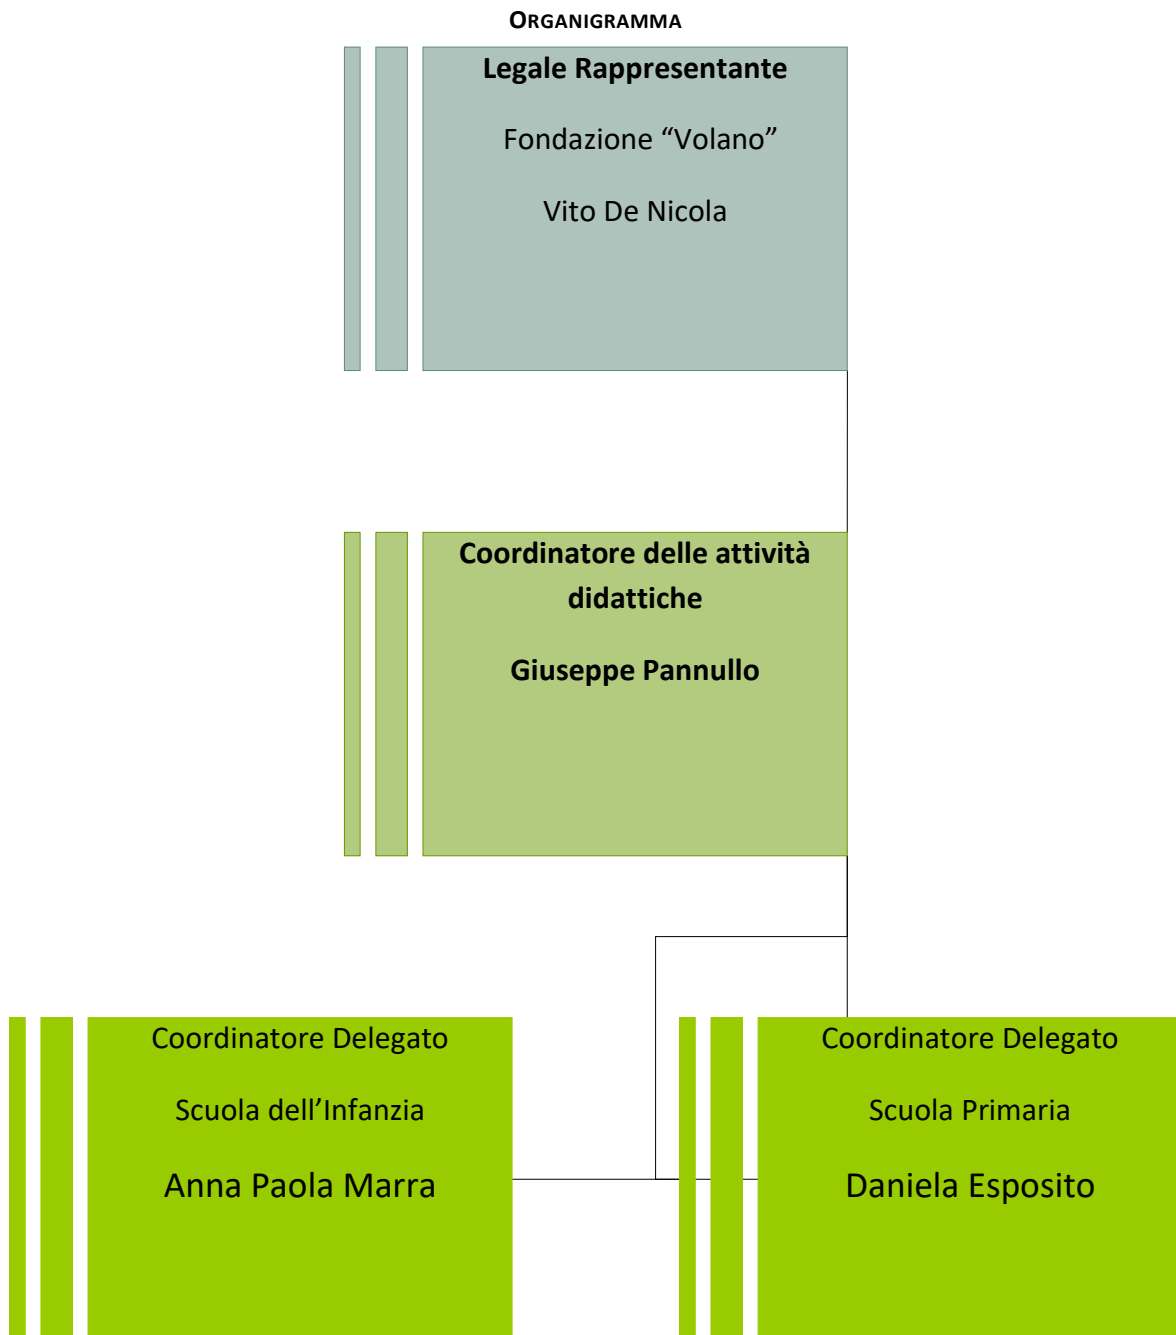 ORGANIGRAMMA
Legale Rappresentante
Fondazione “Volano”
Vito De Nicola
Coordinatore delle attività
didattiche
Giuseppe Pannullo
Coordinatore Delegato
Scuola dell’Infanzia
Anna Paola Marra
Coordinatore Delegato
Scuola Primaria
Daniela Esposito